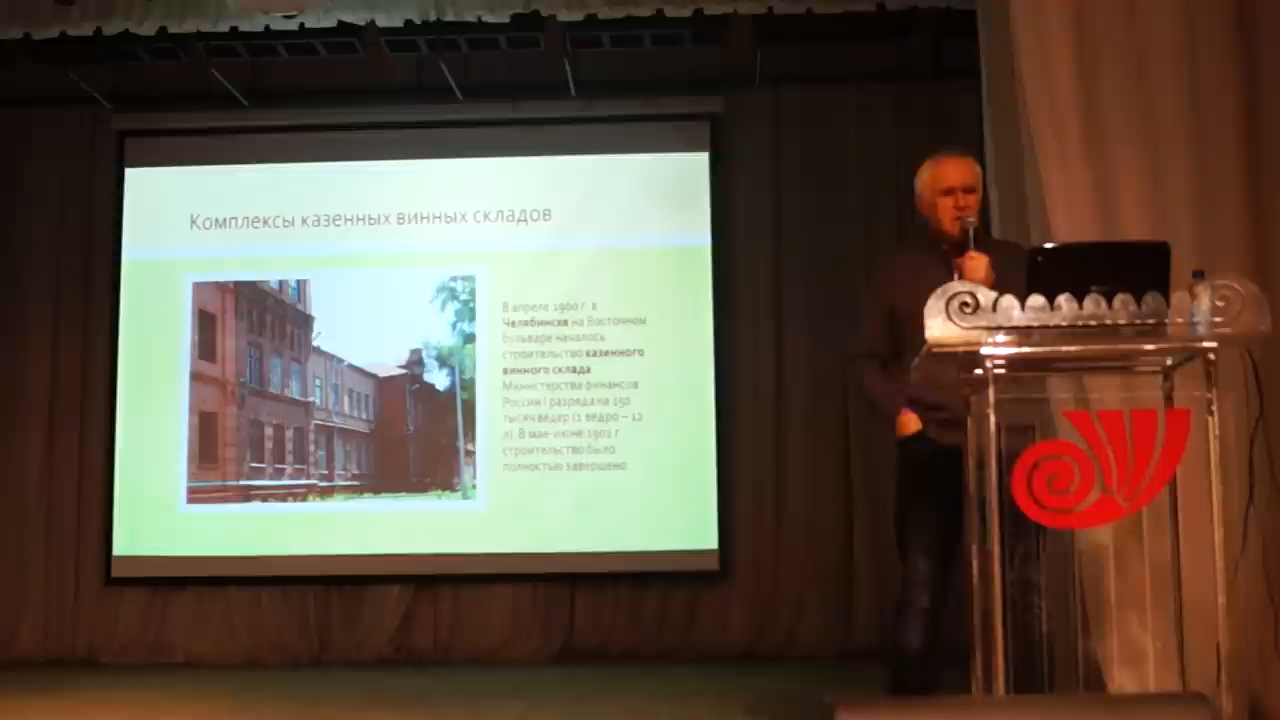 Комплексы казенных винных складов
В апреле 1900 г. в
Челябинске на Восточном
бульваре началось
строительство казенного
винного склада
Министерства финансов
России I разряда на 150
тысяч ведер (1 ведро – 12
л). В мае-июне 1902 г
строительство было
полностью завершено